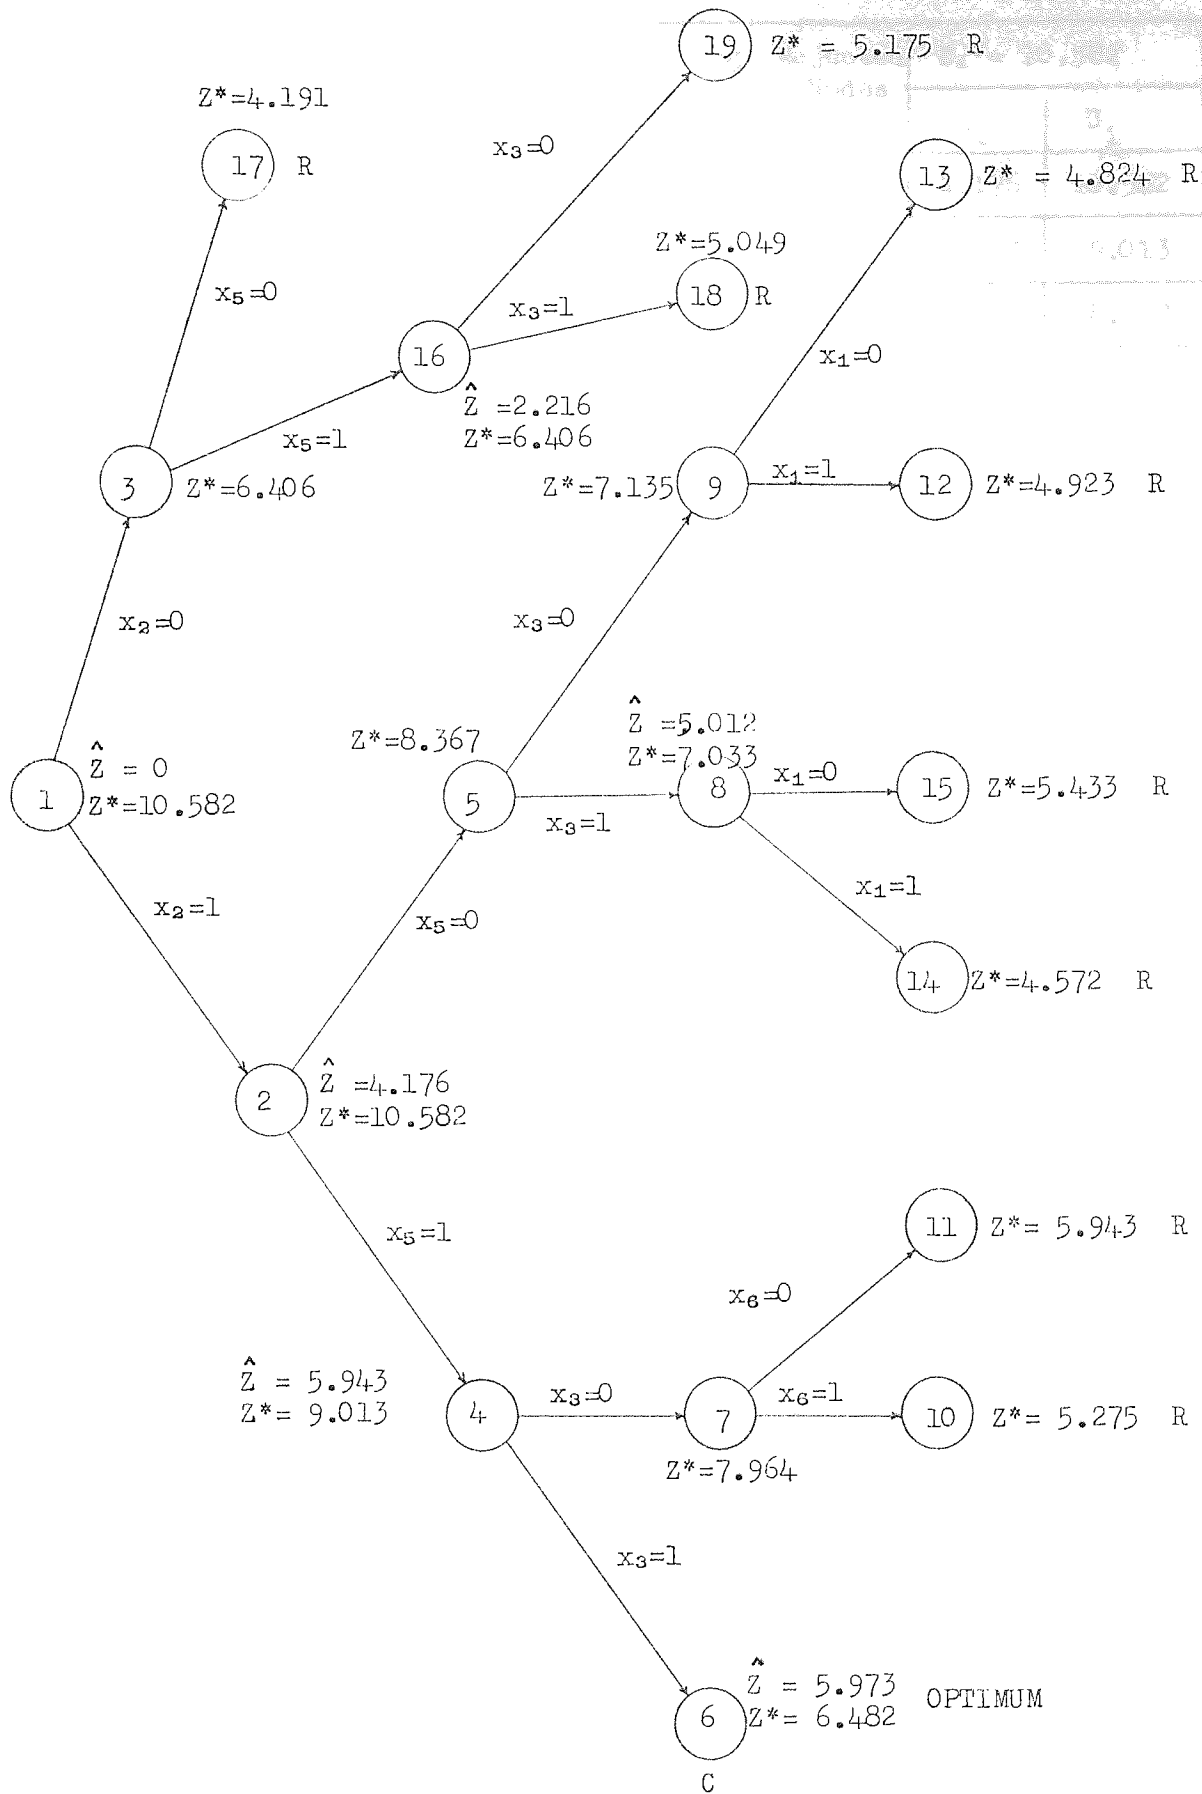 19 Z* = 5.175 R
Z*=4.191
17 R
x₃=0
13 Z* = 4.824 R
Z*=5.049
x₅=0
18 R
x₃=1
16
x₁=0
Ẑ =2.216
Z*=6.406
x₅=1
3 Z*=6.406
Z*=7.135 9
x₁=1
12 Z*=4.923 R
x₂=0
x₃=0
Ẑ =5.012
Z*=7.033
Z*=8.367
Ẑ = 0
Z*=10.582
1
5
x₃=1
8
x₁=0
15 Z*=5.433 R
x₁=1
x₂=1
x₅=0
14 Z*=4.572 R
2
Ẑ =4.176
Z*=10.582
x₅=1
11 Z*= 5.943 R
x₆=0
Ẑ = 5.943
Z*= 9.013
4
x₃=0
7
x₆=1
10 Z*= 5.275 R
Z*=7.964
x₃=1
Ẑ = 5.973
Z*= 6.482
OPTIMUM
6
C